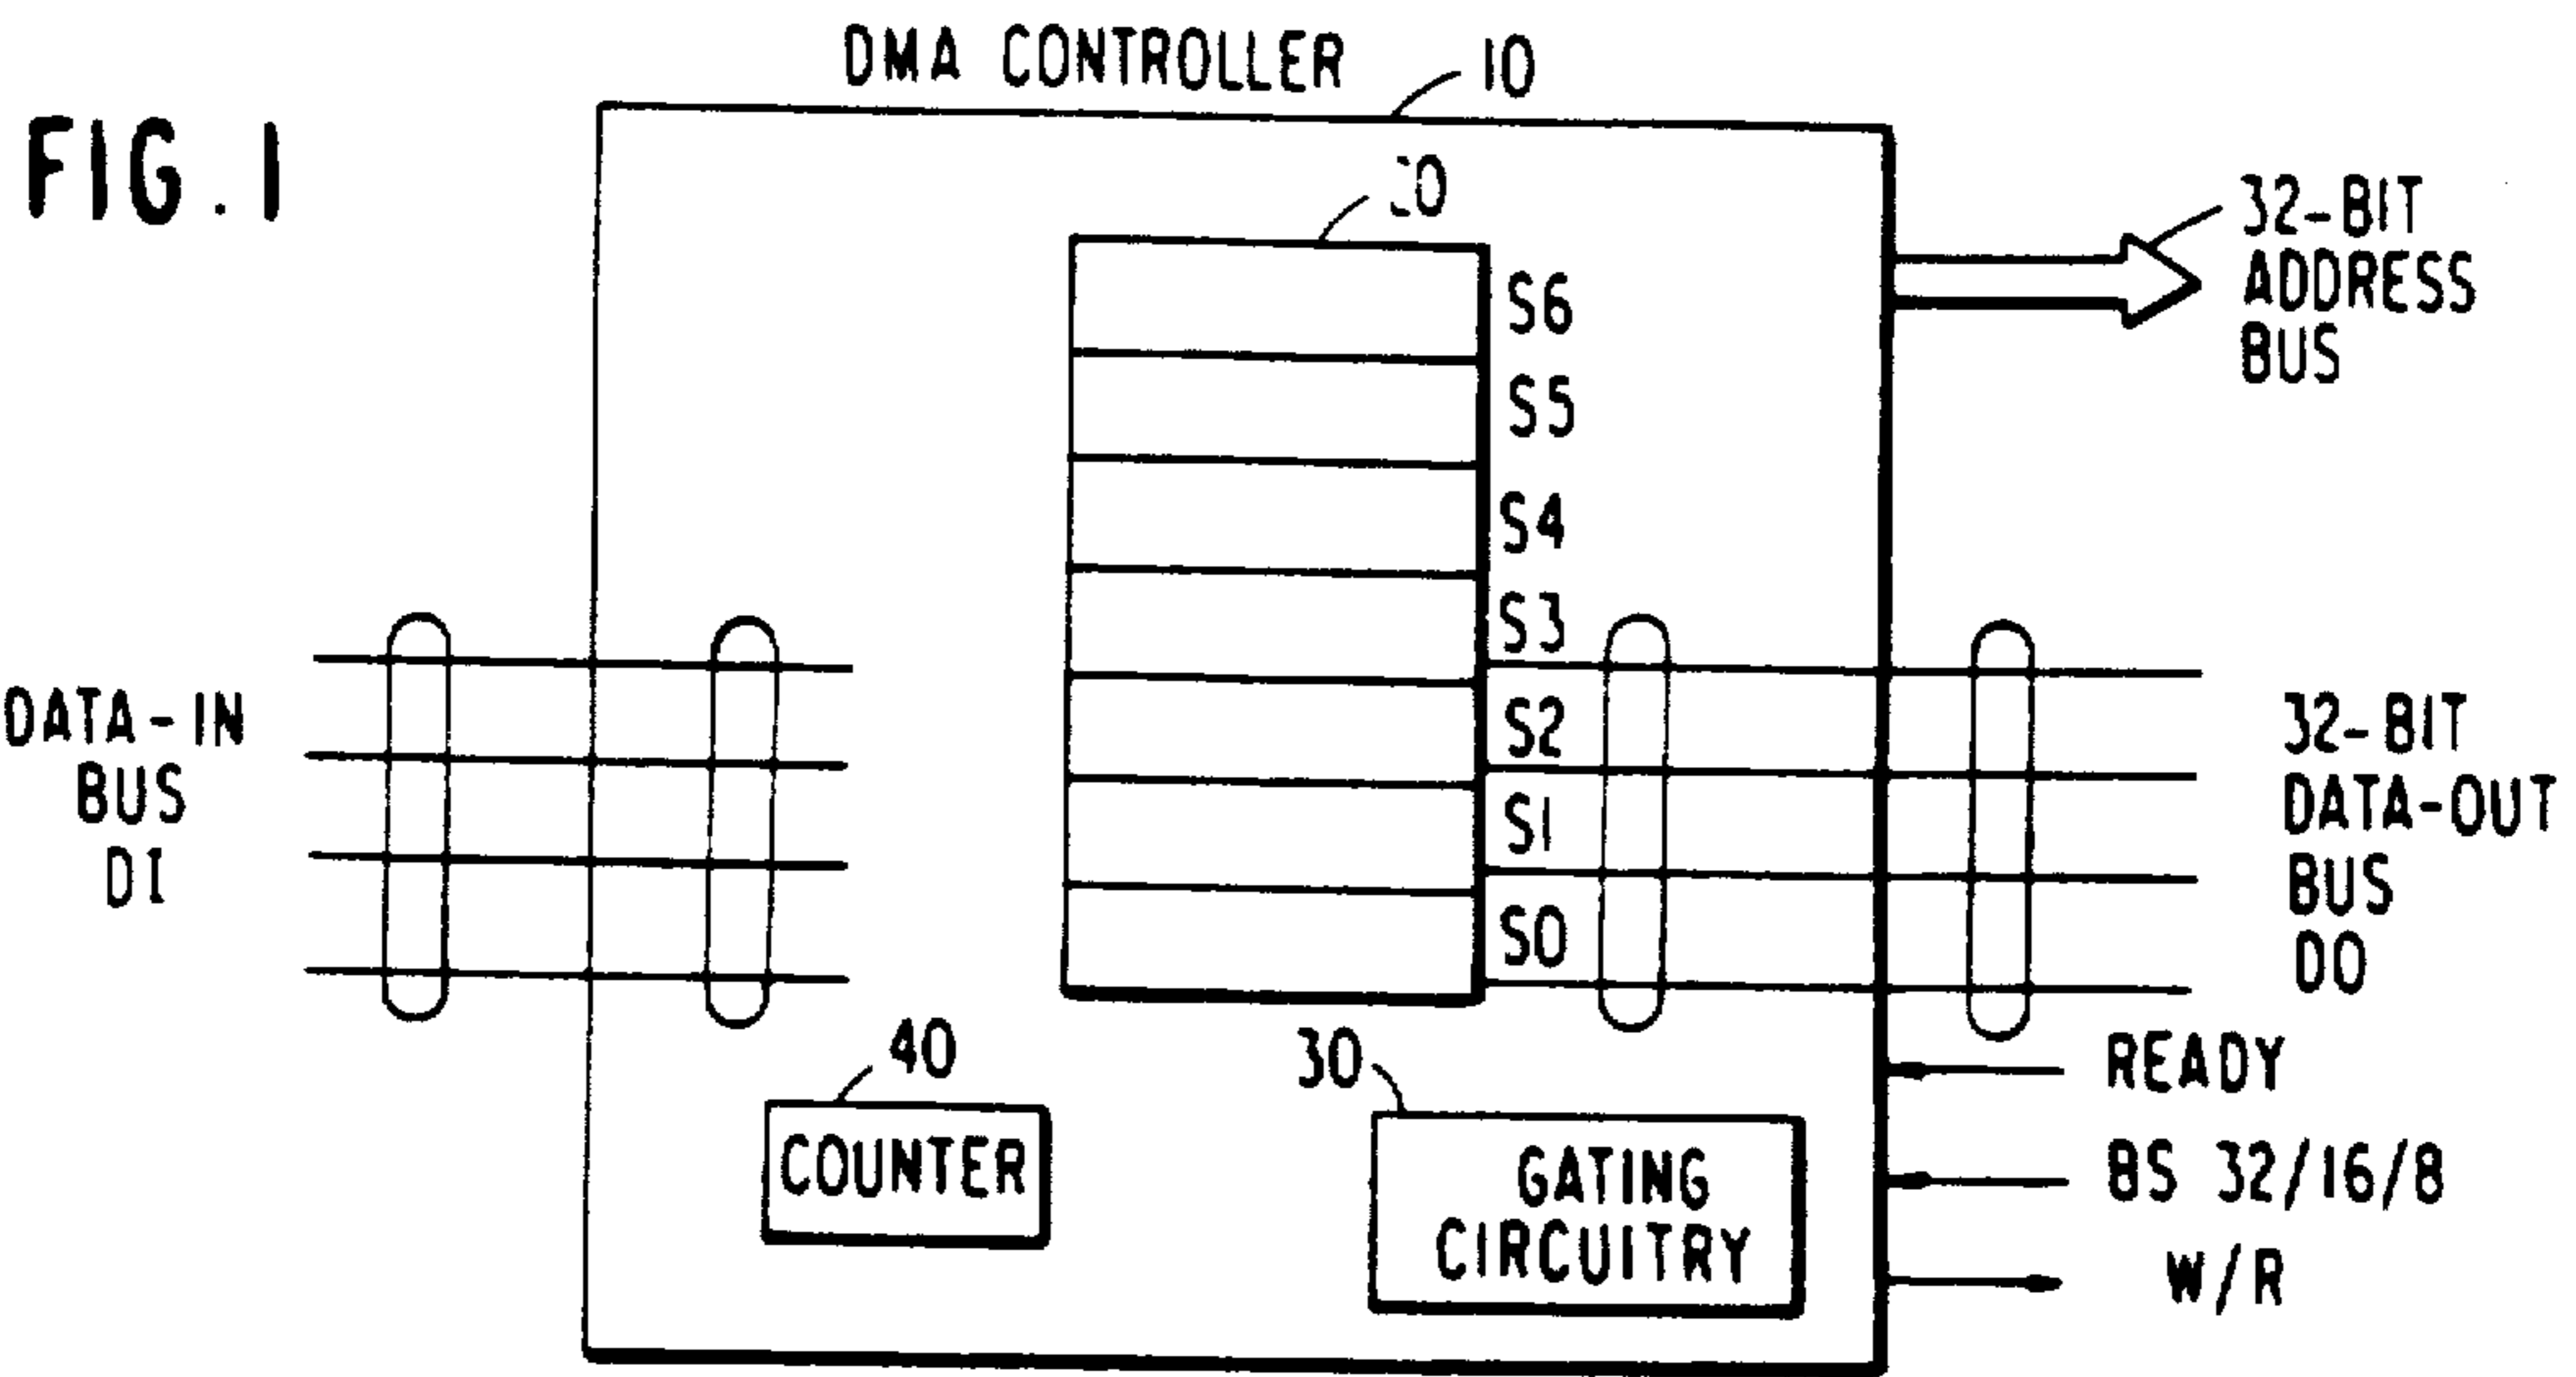 FIG. 1
DMA CONTROLLER
10
S6
S5
S4
S3
S2
S1
S0
32-BIT
ADDRESS
BUS
DATA-IN
BUS
DI
32-BIT
DATA-OUT
BUS
DO
READY
BS 32/16/8
W/R
40
COUNTER
30
GATING
CIRCUITRY